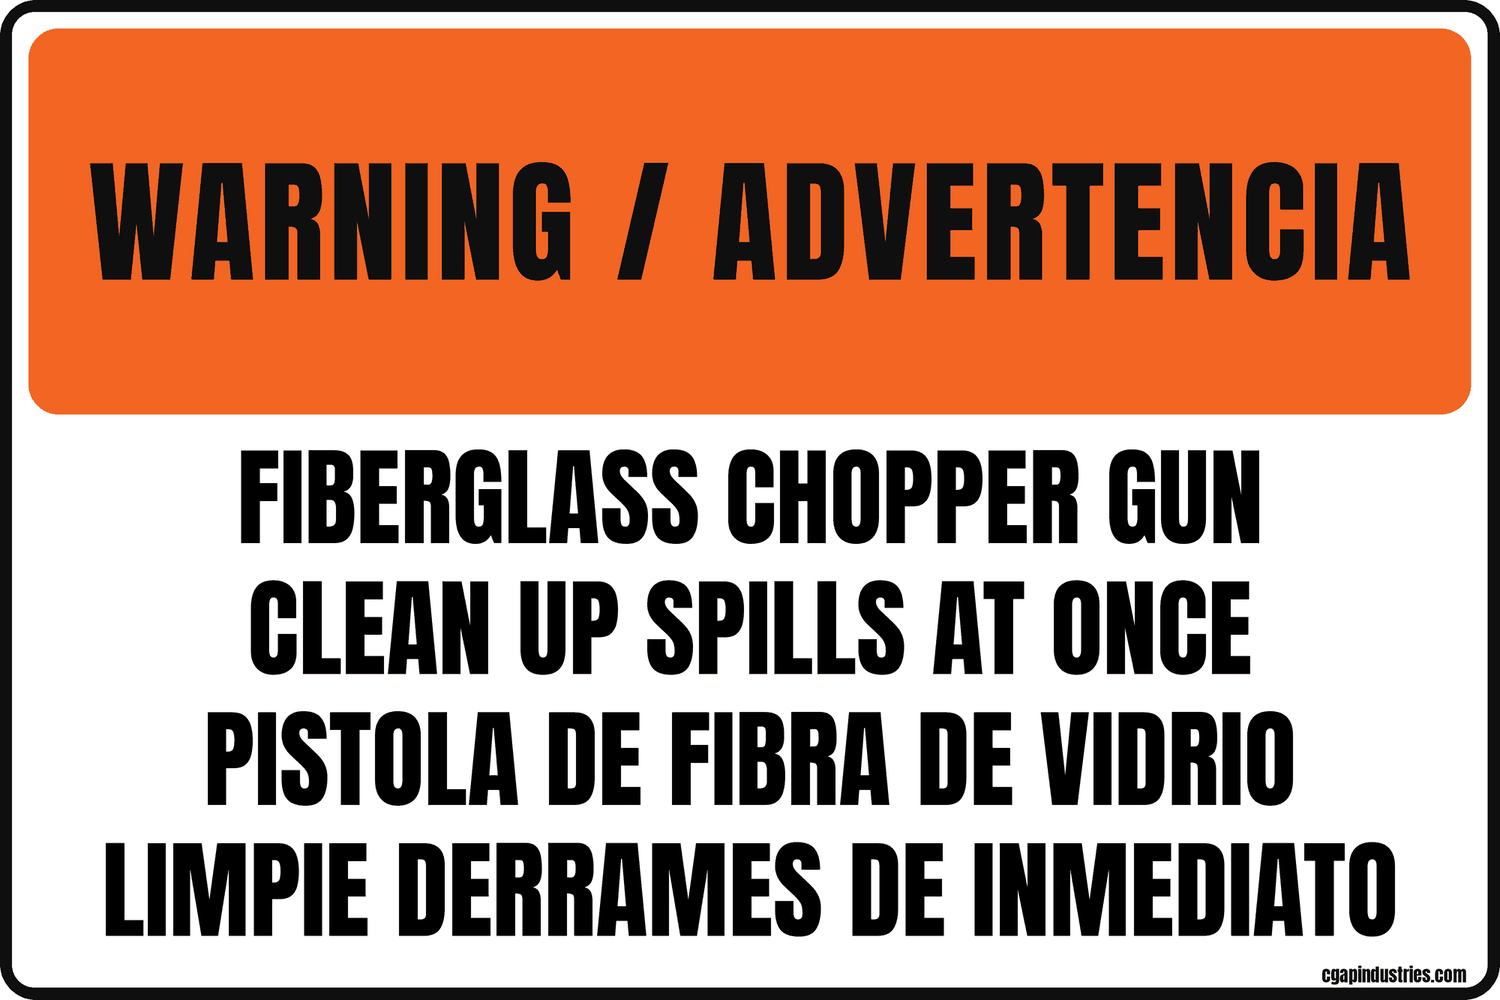 WARNING / ADVERTENCIA
FIBERGLASS CHOPPER GUN
CLEAN UP SPILLS AT ONCE
PISTOLA DE FIBRA DE VIDRIO
LIMPIE DERRAMES DE INMEDIATO
cgapindustries.com